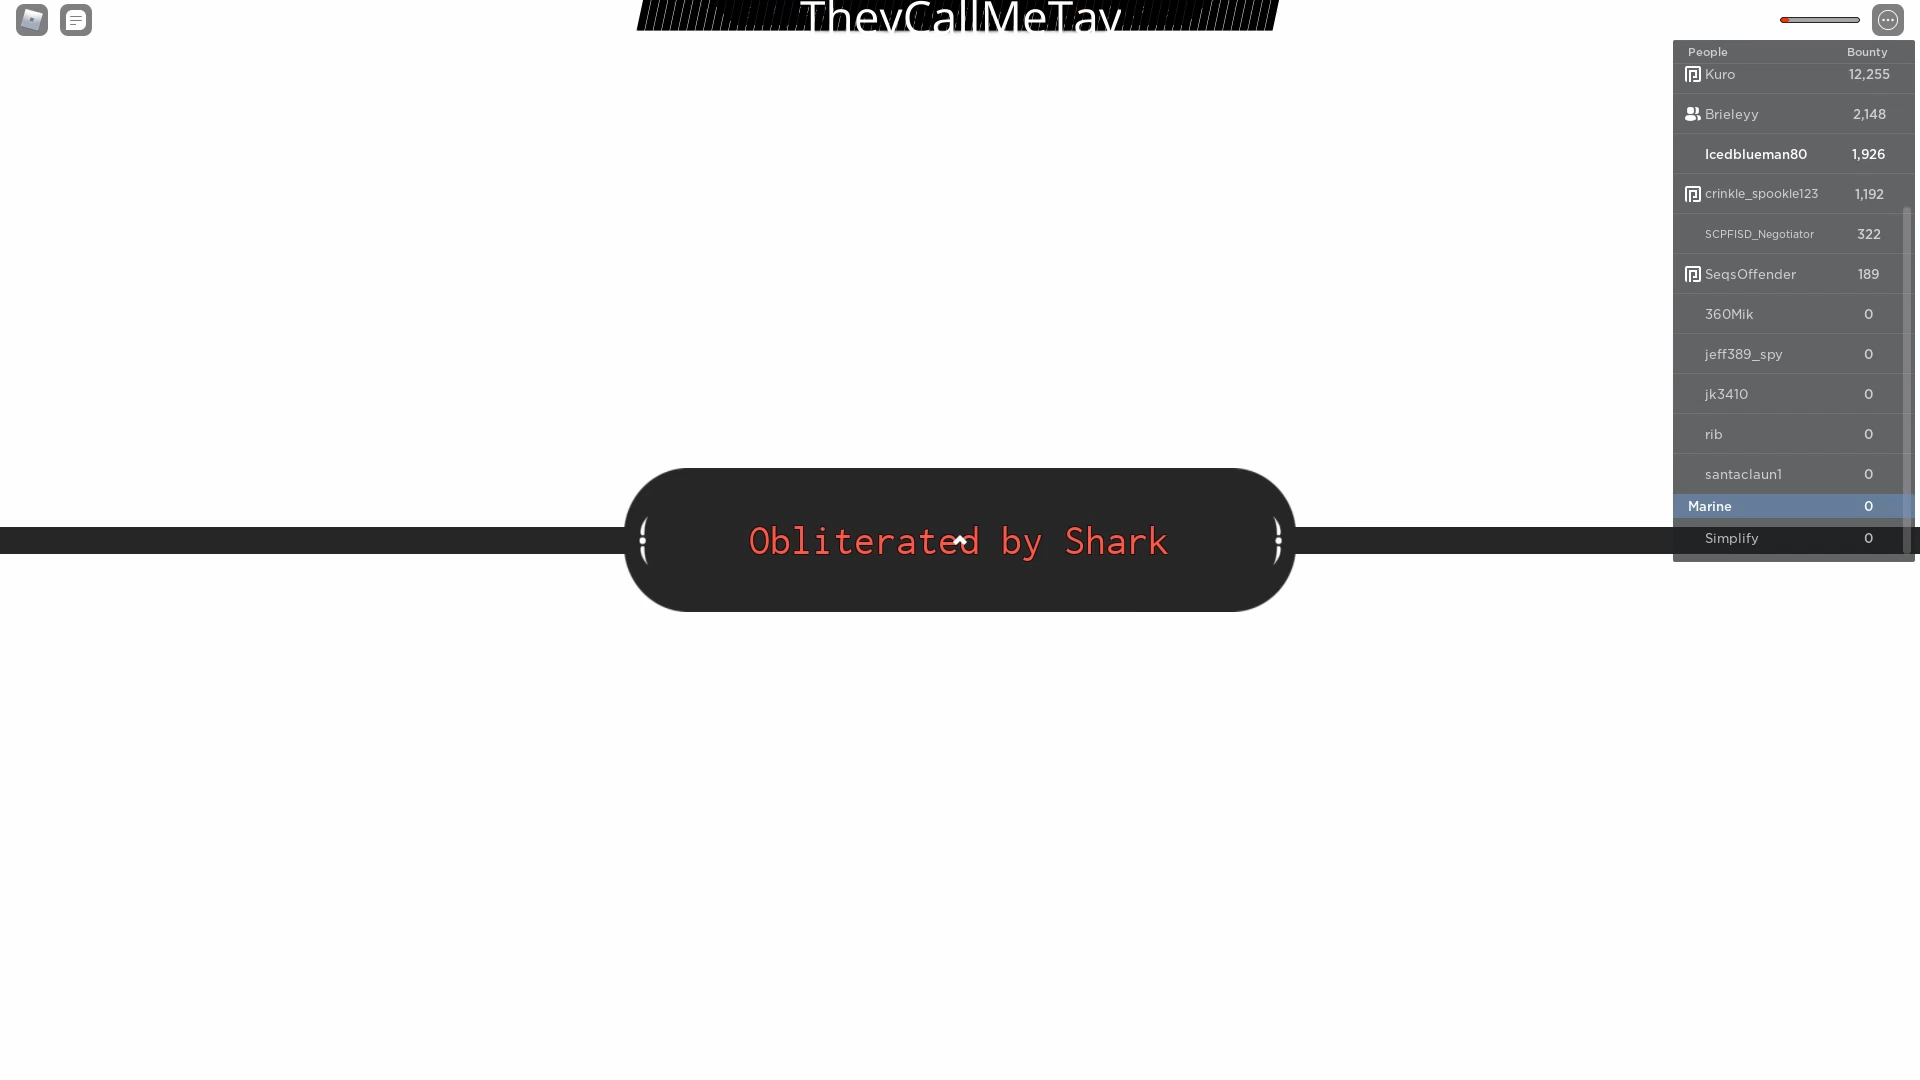 TheyCallMeTay
People Bounty
Kuro 12,255
Brieleyy 2,148
Icedblueman80 1,926
crinkle_spookle123 1,192
SCPFISD_Negotiator 322
SeqsOffender 189
360Mik 0
jeff389_spy 0
jk3410 0
rib 0
santaclaun1 0
Marine 0
Simplify 0
Obliterated by Shark